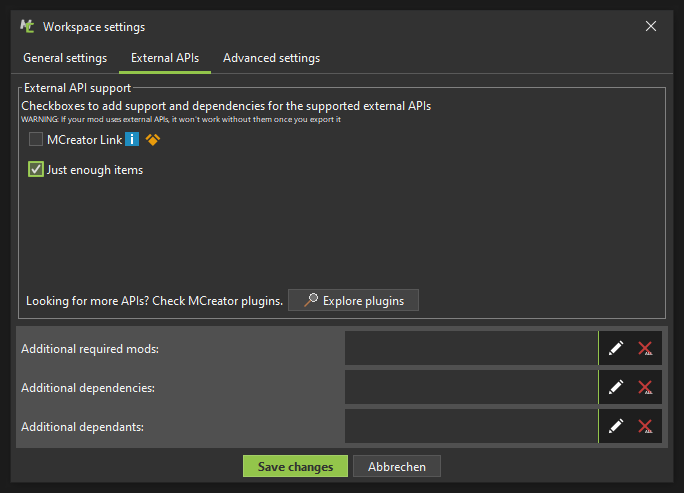 Workspace settings
General settings External APIs Advanced settings
External API support
Checkboxes to add support and dependencies for the supported external APIs
WARNING: If your mod uses external APIs, it won't work without them once you export it
MCreator Link i
Just enough items
Looking for more APIs? Check MCreator plugins. Explore plugins
Additional required mods:
Additional dependencies:
Additional dependants:
Save changes Abbrechen